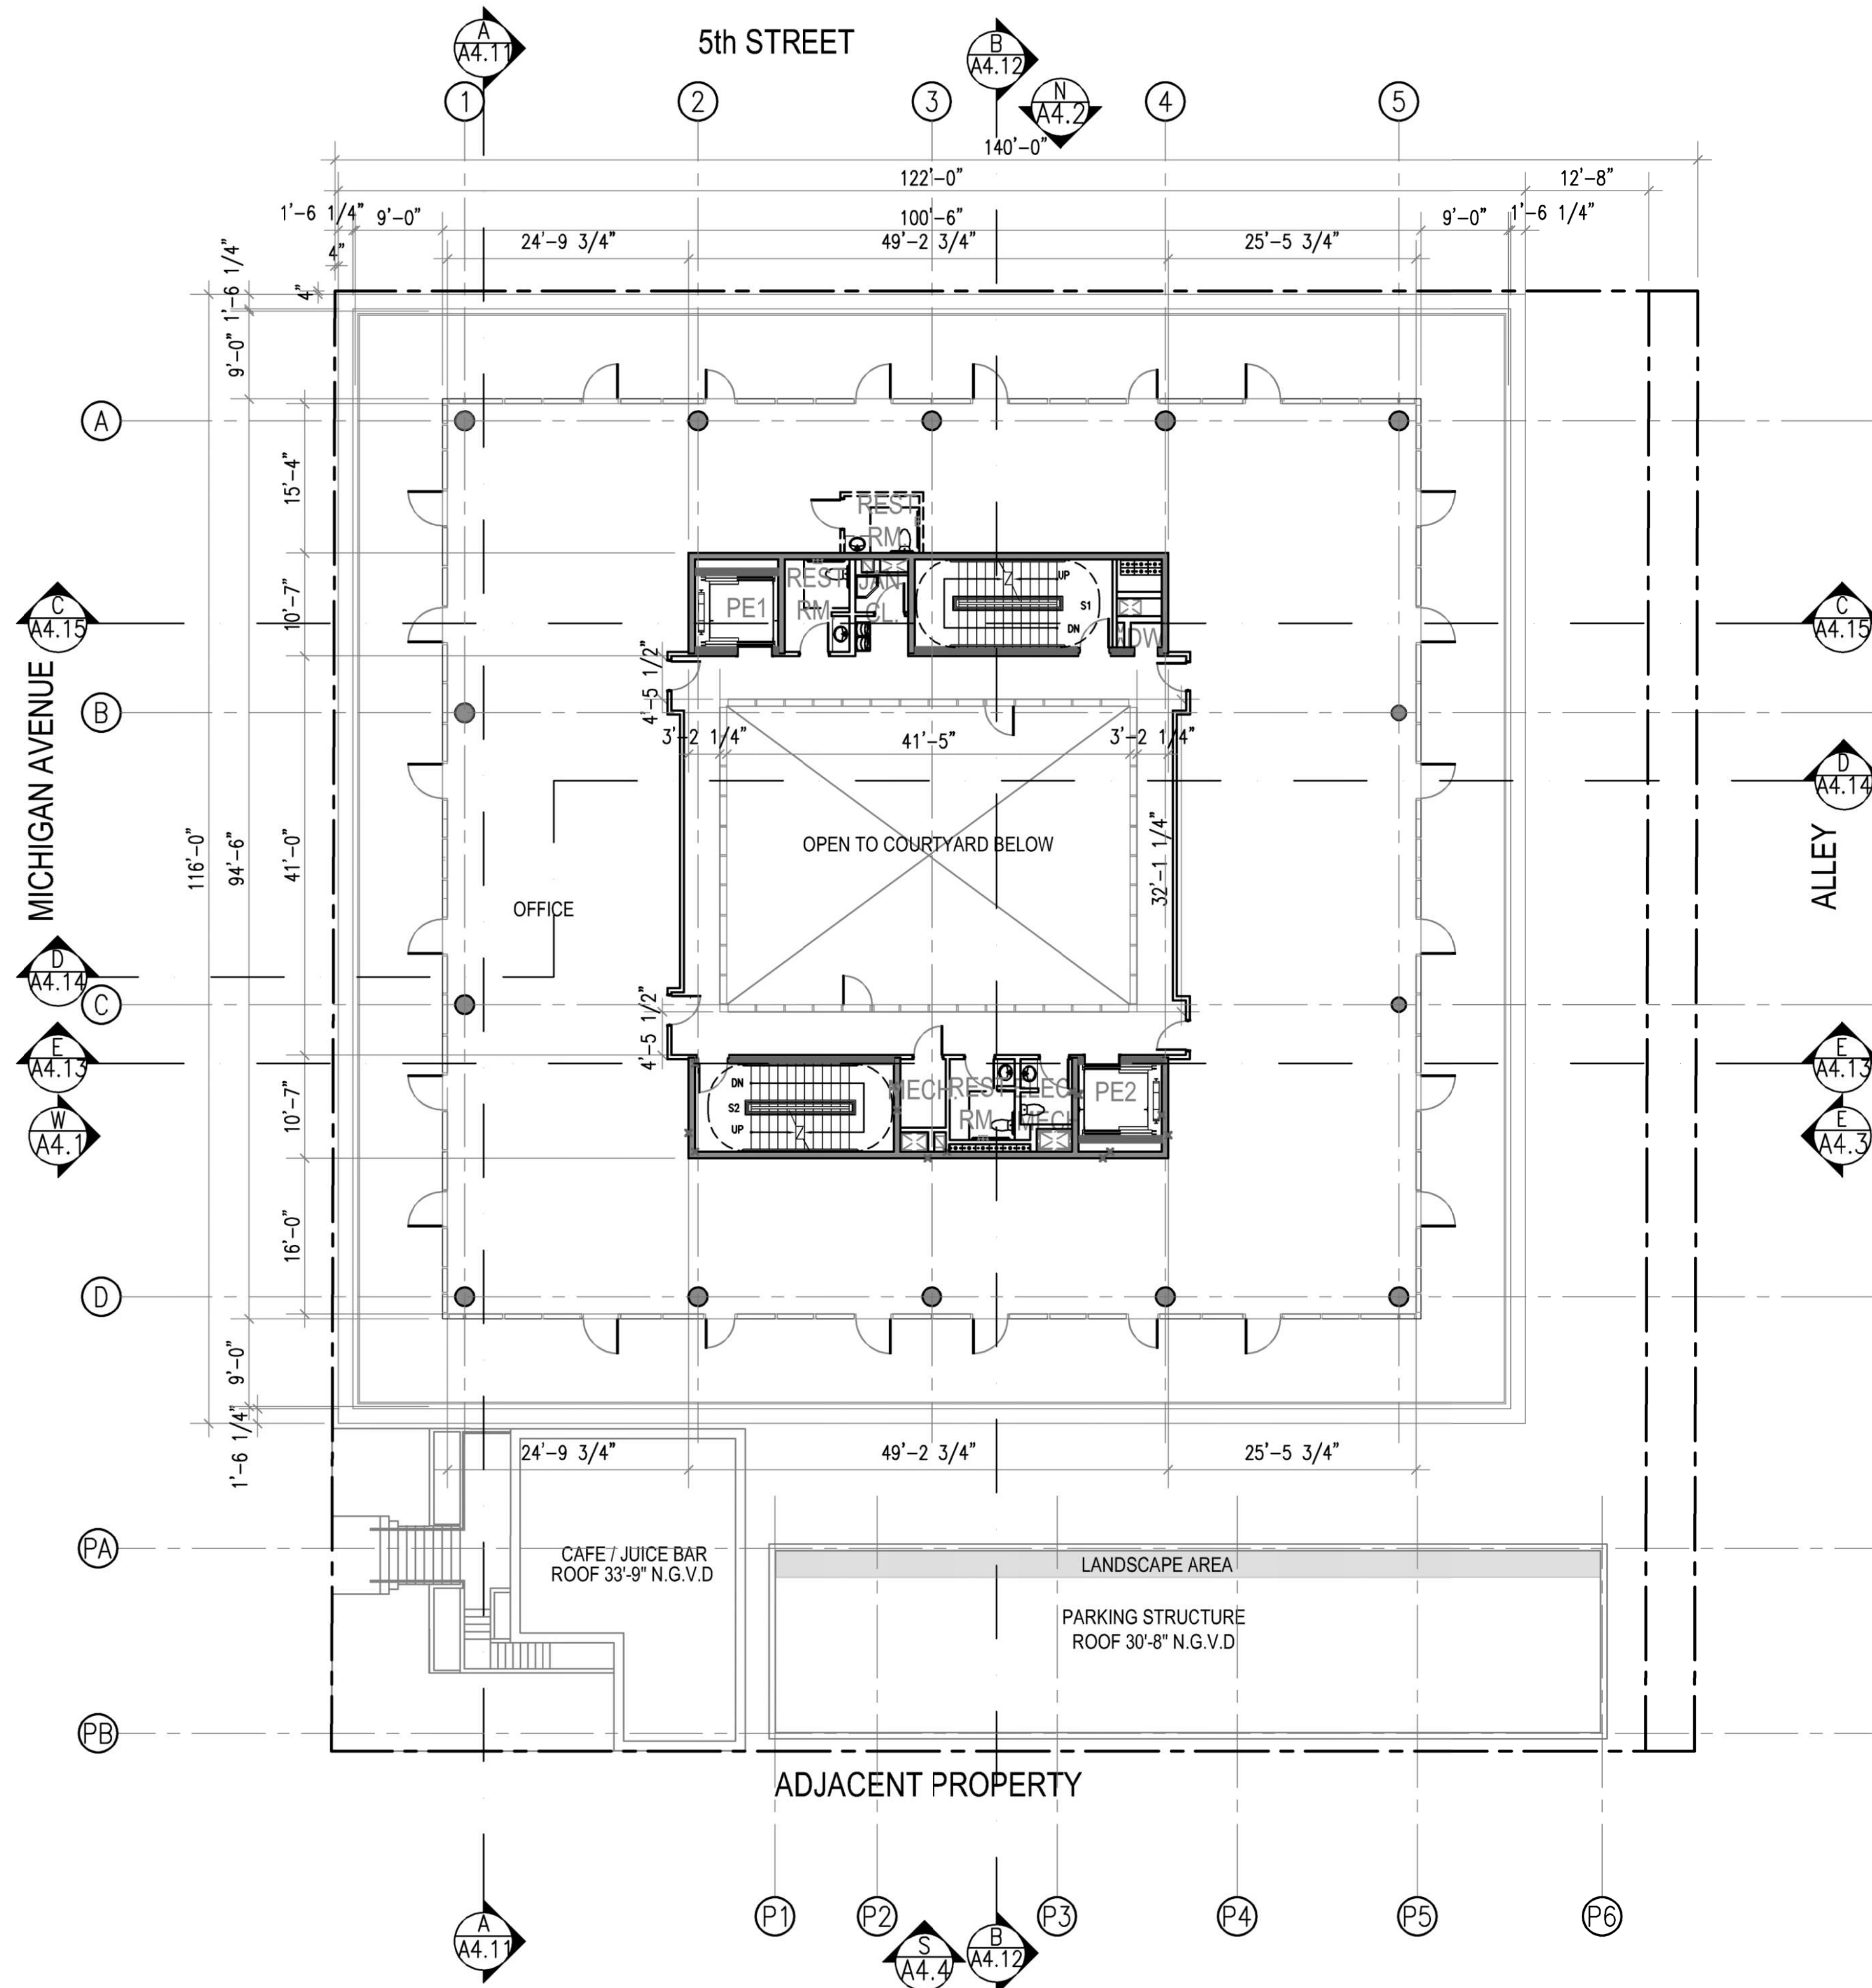 A
A4.11
5th STREET
B
A4.12
N
A4.2
1
2
3
4
5
140'-0"
122'-0"
12'-8"
1'-6 1/4"
9'-0"
100'-6"
9'-0"
1'-6 1/4"
4"
24'-9 3/4"
49'-2 3/4"
25'-5 3/4"
1'-6 1/4"
4"
9'-0"
A
15'-4"
REST
RM.
10'-7"
PE1
REST
RM.
JAN
CL.
UP
S1
DN
DW
C
A4.15
C
A4.15
MICHIGAN AVENUE
B
4'-5 1/2"
3'-2 1/4"
41'-5"
3'-2 1/4"
D
A4.14
116'-0"
94'-6"
41'-0"
OPEN TO COURTYARD BELOW
32'-1 1/4"
ALLEY
OFFICE
D
A4.14
C
4'-5 1/2"
E
A4.13
E
A4.13
DN
S2
UP
MECH.
REST
RM.
ELEC.
MECH
PE2
10'-7"
W
A4.1
E
A4.3
16'-0"
D
9'-0"
1'-6 1/4"
24'-9 3/4"
49'-2 3/4"
25'-5 3/4"
PA
CAFE / JUICE BAR
ROOF 33'-9" N.G.V.D
LANDSCAPE AREA
PARKING STRUCTURE
ROOF 30'-8" N.G.V.D
PB
ADJACENT PROPERTY
P1
P2
P3
P4
P5
P6
A
A4.11
S
A4.4
B
A4.12